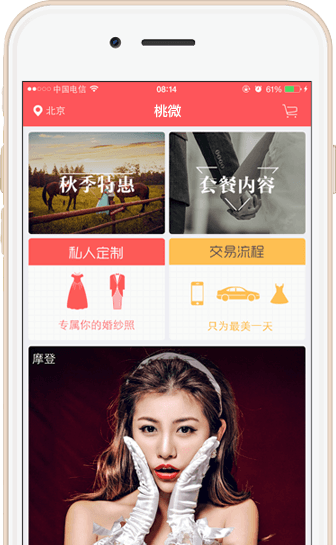 中国电信 08:14 61%
北京 桃微
秋季特惠 套餐内容
私人定制 交易流程
专属你的婚纱照 只为最美一天
摩登